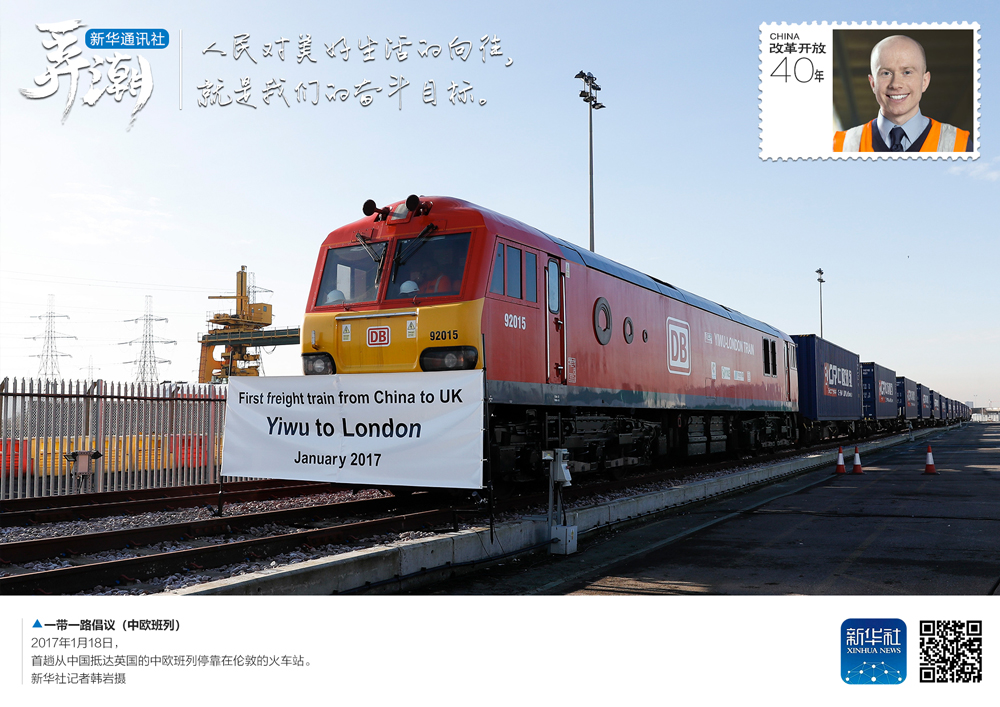 弄潮
新华通讯社
人民对美好生活的向往,
就是我们的奋斗目标。
CHINA
改革开放
40年
DB
92015
92015
DB
YIWU-LONDON TRAIN
First freight train from China to UK
Yiwu to London
January 2017
一带一路倡议（中欧班列）
2017年1月18日，
首趟从中国抵达英国的中欧班列停靠在伦敦的火车站。
新华社记者韩岩摄
新华社
XINHUA NEWS